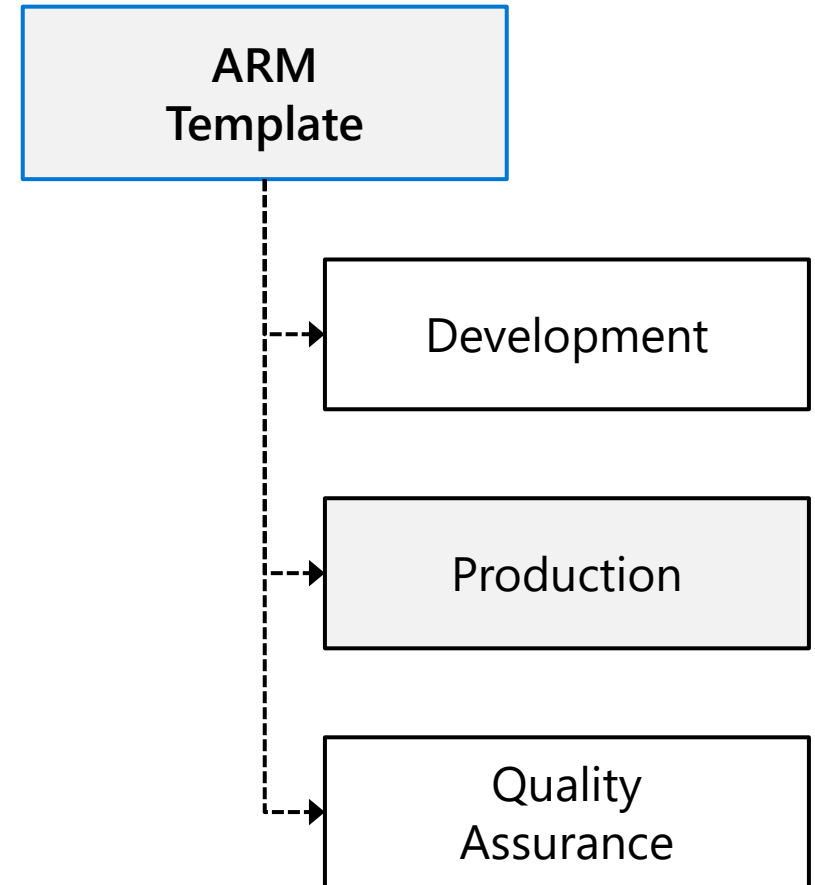 ARM
Template
Development
Production
Quality
Assurance